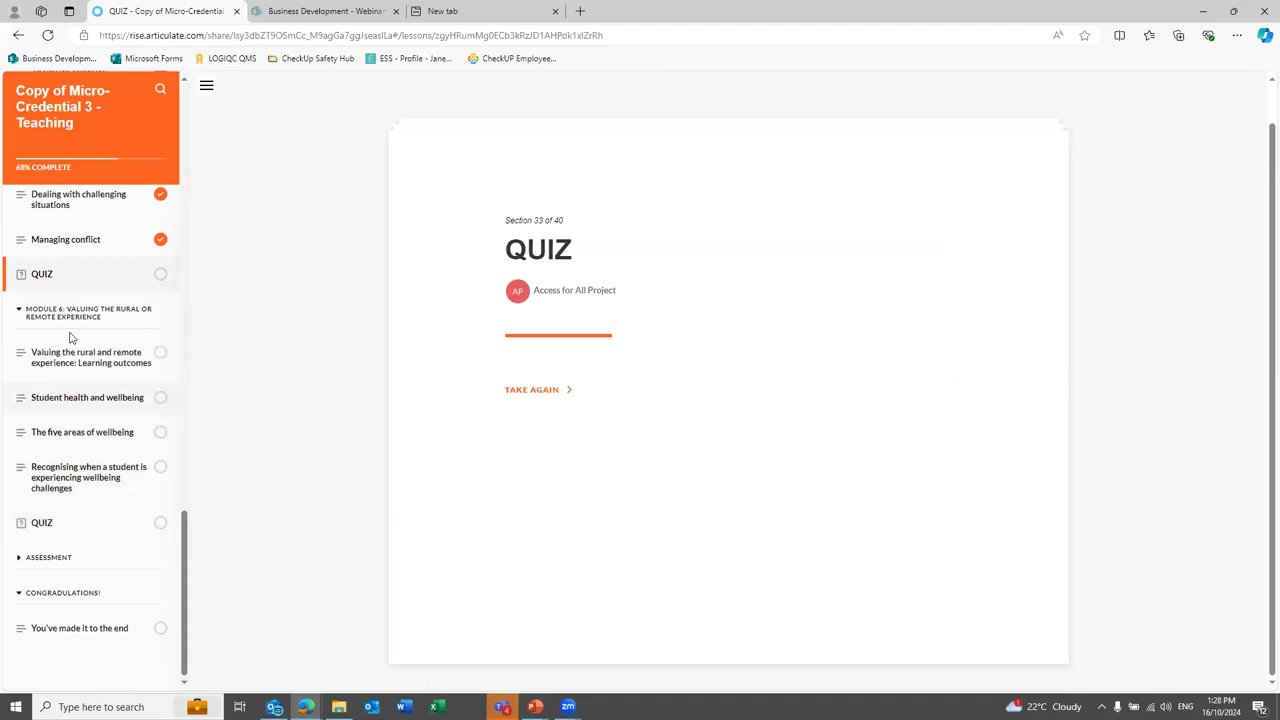 QUIZ - Copy of Micro-Credential
Business Development - Webinar
New tab
https://rise.articulate.com/share/lsy3dbZT9OSmCc_M9agGa7ggJseaslLa#/lessons/zgyHRumMg0ECb3kRzJD1AHPdk1xlZrRh
Business Developm...
Microsoft Forms
LOGIQC QMS
CheckUP Safety Hub
ESS - Profile - Jane...
CheckUP Employee...
Copy of Micro-
Credential 3 -
Teaching
68% COMPLETE
Dealing with challenging
situations
Managing conflict
QUIZ
MODULE 6: VALUING THE RURAL OR
REMOTE EXPERIENCE
Valuing the rural and remote
experience: Learning outcomes
Student health and wellbeing
The five areas of wellbeing
Recognising when a student is
experiencing wellbeing
challenges
QUIZ
ASSESSMENT
CONGRADULATIONS!
You've made it to the end
Section 33 of 40
QUIZ
AP Access for All Project
TAKE AGAIN
Type here to search
22°C Cloudy
ENG
1:28 PM
16/10/2024